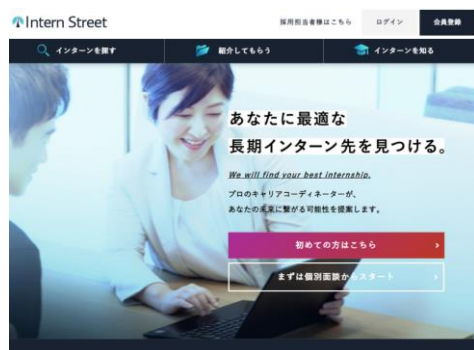 Intern Street
採用担当者様はこちら
ログイン
会員登録
インターンを探す
紹介してもらう
インターンを知る
あなたに最適な
長期インターン先を見つける。
We will find your best internship.
プロのキャリアコーディネーターが、
あなたの未来に繋がる可能性を提案します。
初めての方はこちら
まずは個別面談からスタート